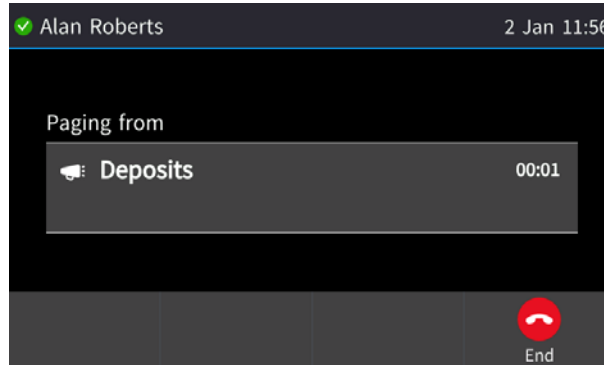 Alan Roberts 2 Jan 11:56
Paging from
Deposits 00:01
End